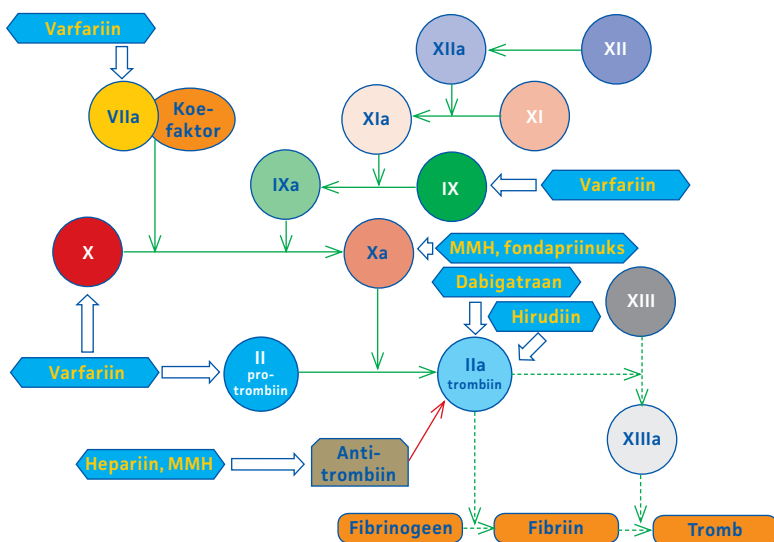 Varfariin
XIIa
XII
VIIa
Koe-
faktor
XIa
XI
IXa
IX
Varfariin
X
Xa
MMH, fondapriinuks
Dabigatraan
Hirudiin
XIII
Varfariin
II
pro-
trombiin
IIa
trombiin
XIIIa
Hepariin, MMH
Anti-
trombiin
Fibrinogeen
Fibriin
Tromb